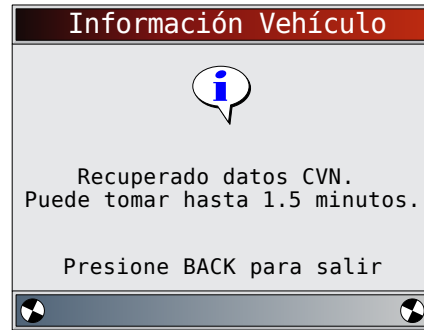 Información Vehículo
i
Recuperado datos CVN.
Puede tomar hasta 1.5 minutos.
Presione BACK para salir